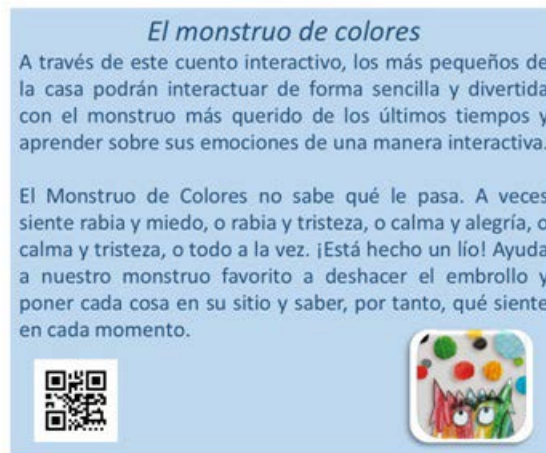 El monstruo de colores
A través de este cuento interactivo, los más pequeños de
la casa podrán interactuar de forma sencilla y divertida
con el monstruo más querido de los últimos tiempos y
aprender sobre sus emociones de una manera interactiva.
El Monstruo de Colores no sabe qué le pasa. A veces
siente rabia y miedo, o rabia y tristeza, o calma y alegría, o
calma y tristeza, o todo a la vez. ¡Está hecho un lío! Ayuda
a nuestro monstruo favorito a deshacer el embrollo y
poner cada cosa en su sitio y saber, por tanto, qué siente
en cada momento.